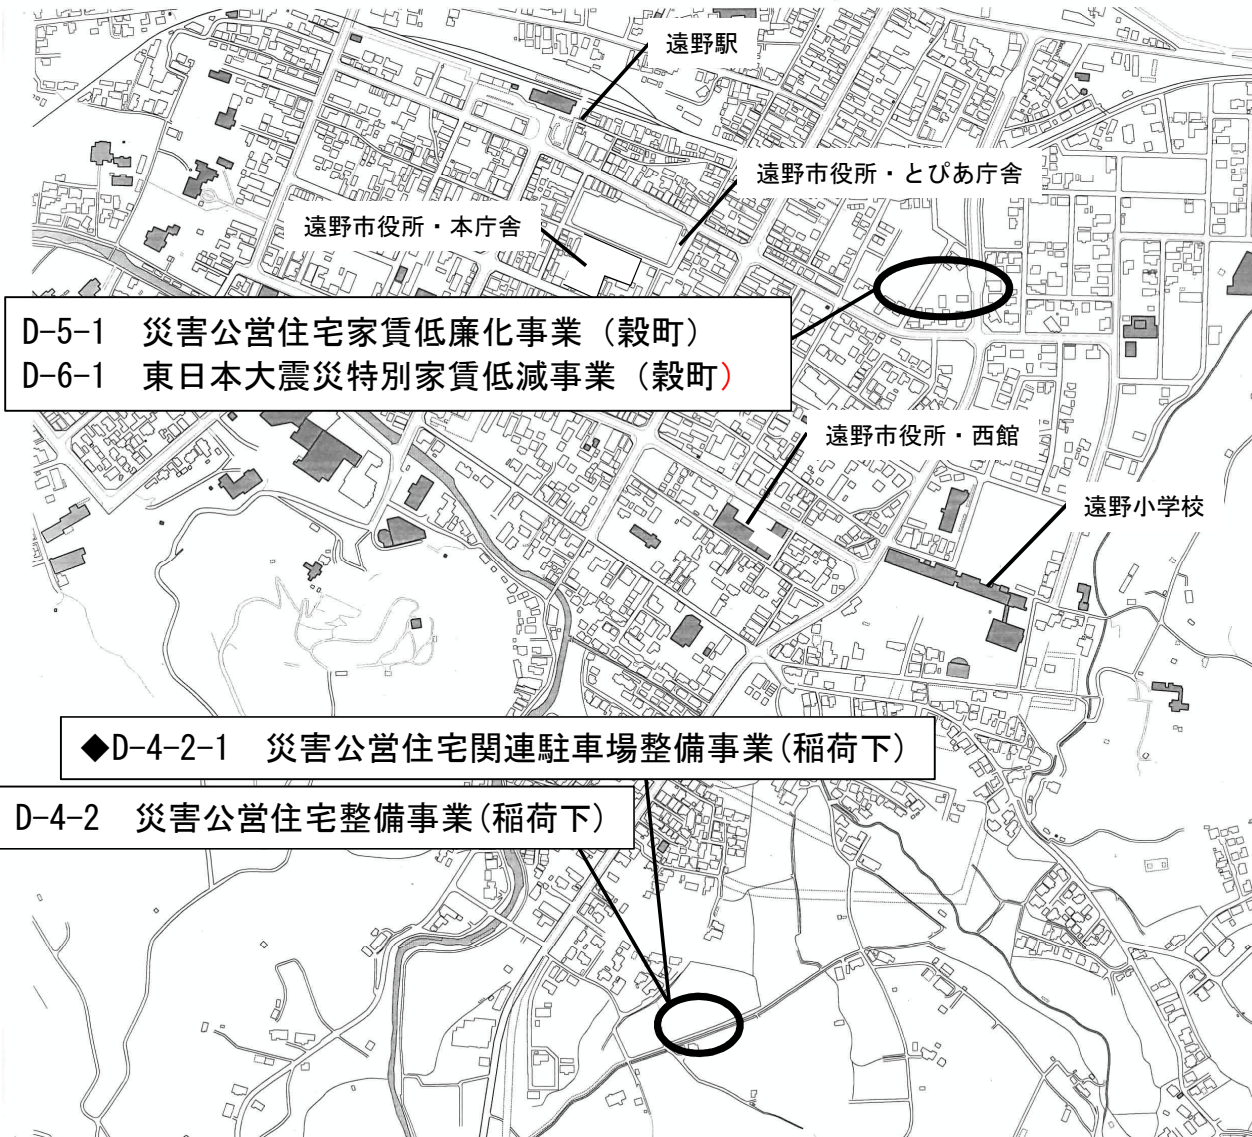 遠野駅
遠野市役所・とぴあ庁舎
遠野市役所・本庁舎
D-5-1　災害公営住宅家賃低廉化事業（穀町）
D-6-1　東日本大震災特別家賃低減事業（穀町）
遠野市役所・西館
遠野小学校
◆D-4-2-1　災害公営住宅関連駐車場整備事業(稲荷下)
D-4-2　災害公営住宅整備事業(稲荷下)